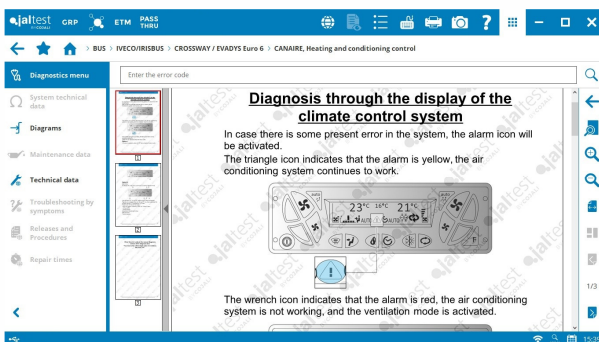 jaltest
GRP
ETM
PASS THRU
BUS > IVECO/IRISBUS > CROSSWAY / EVADYS Euro 6 > CANAIRE, Heating and conditioning control
Diagnostics menu
Enter the error code
System technical
data
Diagrams
Maintenance data
Technical data
Troubleshooting by
symptoms
Releases and
Procedures
Repair times
1
2
Diagnosis through the display of the
climate control system
In case there is some present error in the system, the alarm icon will
be activated.
The triangle icon indicates that the alarm is yellow, the air
conditioning system continues to work.
23°C 16°C 21°C
AUTO
AUTO
F
The wrench icon indicates that the alarm is red, the air conditioning
system is not working, and the ventilation mode is activated.
1/3
15:30